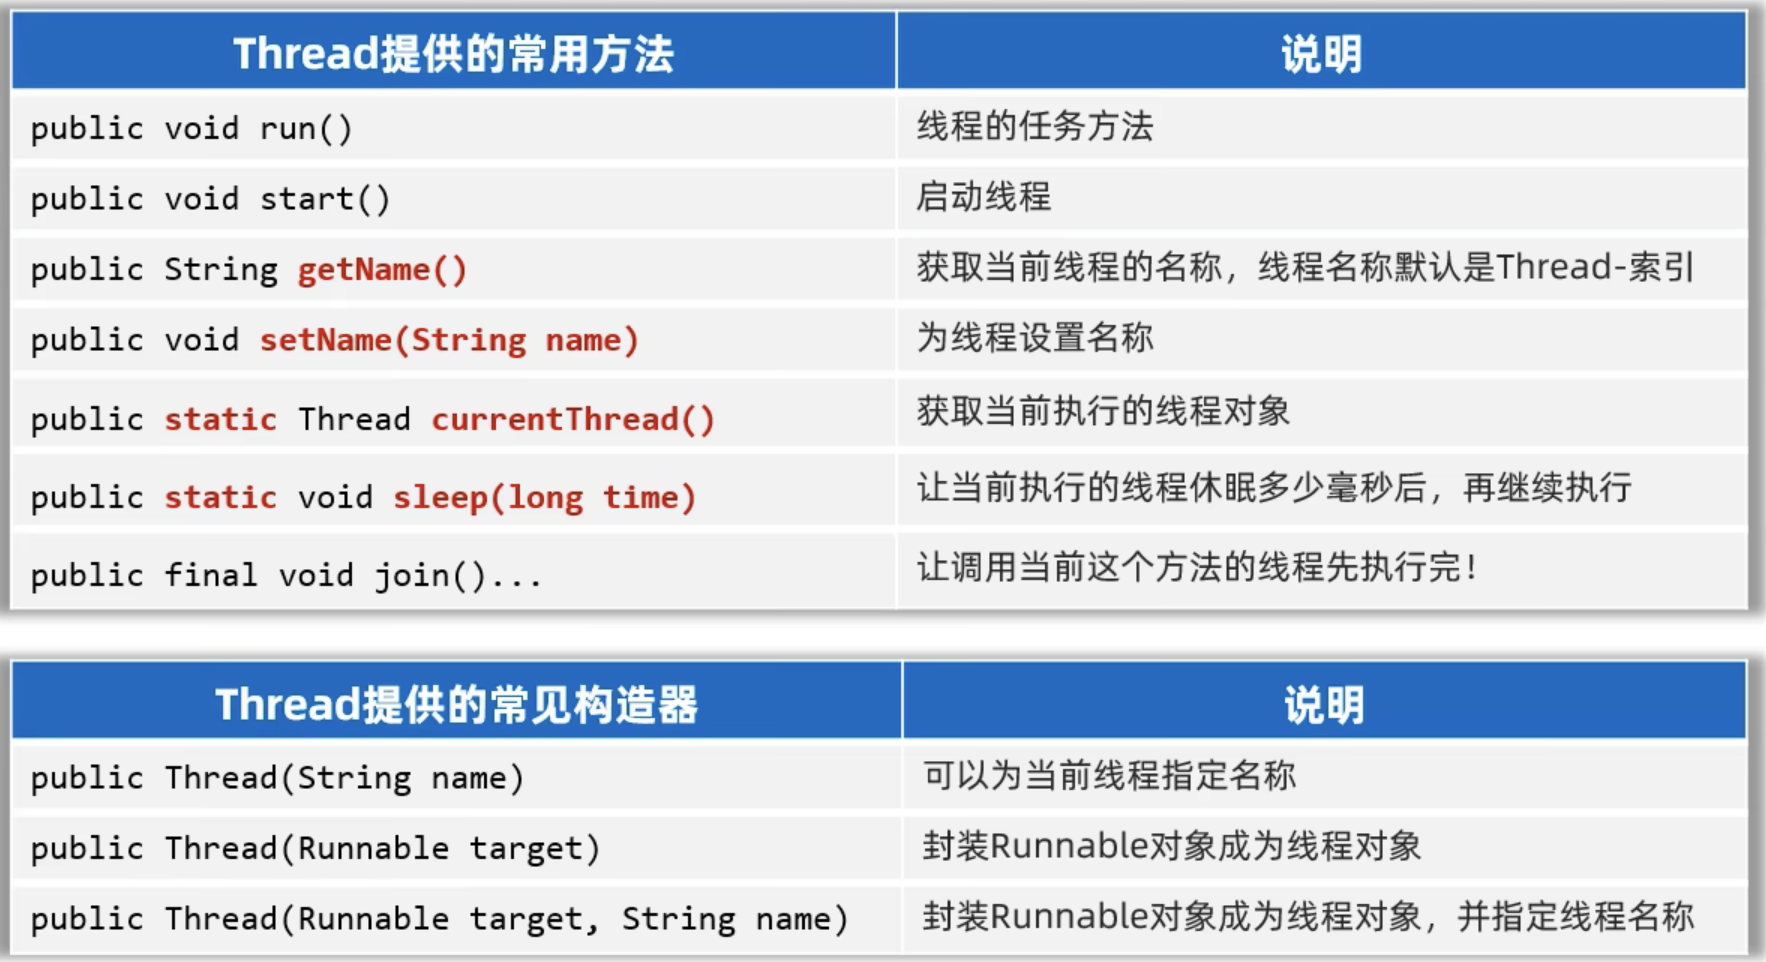 Thread提供的常用方法 说明
public void run() 线程的任务方法
public void start() 启动线程
public String getName() 获取当前线程的名称，线程名称默认是Thread-索引
public void setName(String name) 为线程设置名称
public static Thread currentThread() 获取当前执行的线程对象
public static void sleep(long time) 让当前执行的线程休眠多少毫秒后，再继续执行
public final void join()... 让调用当前这个方法的线程先执行完！
Thread提供的常见构造器 说明
public Thread(String name) 可以为当前线程指定名称
public Thread(Runnable target) 封装Runnable对象成为线程对象
public Thread(Runnable target, String name) 封装Runnable对象成为线程对象，并指定线程名称